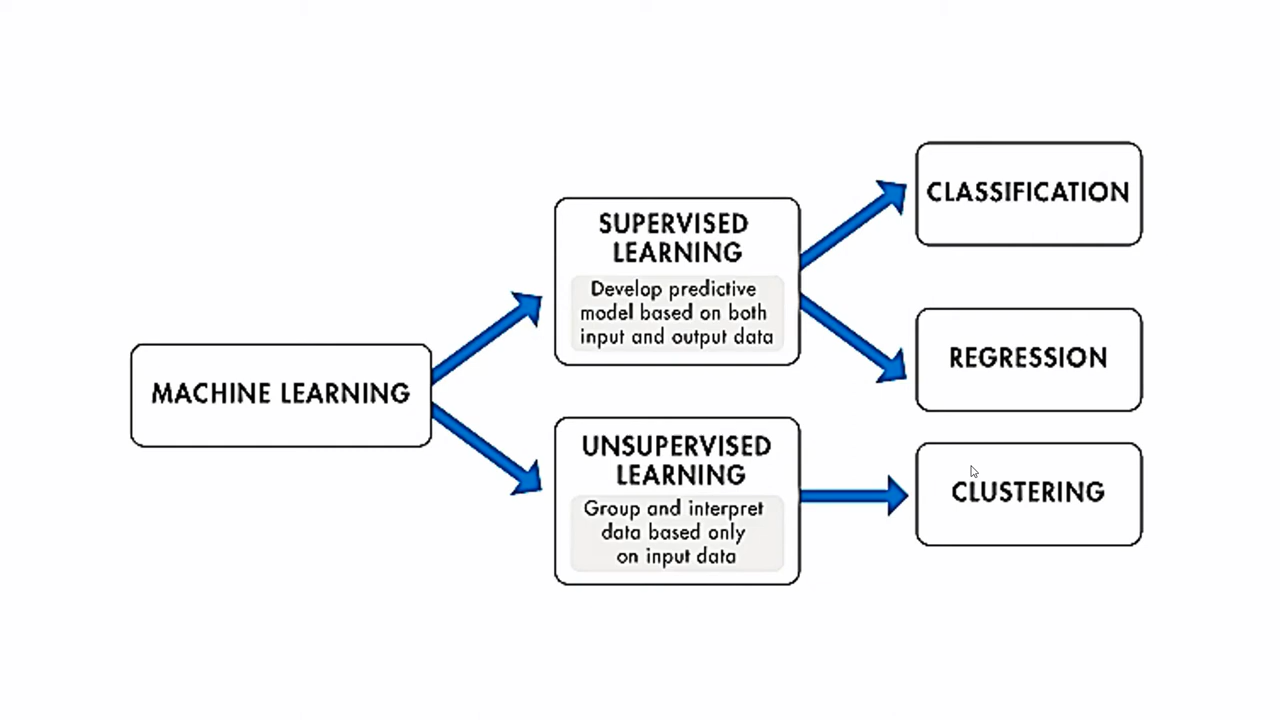 MACHINE LEARNING
SUPERVISED
LEARNING
Develop predictive
model based on both
input and output data
UNSUPERVISED
LEARNING
Group and interpret
data based only
on input data
CLASSIFICATION
REGRESSION
CLUSTERING